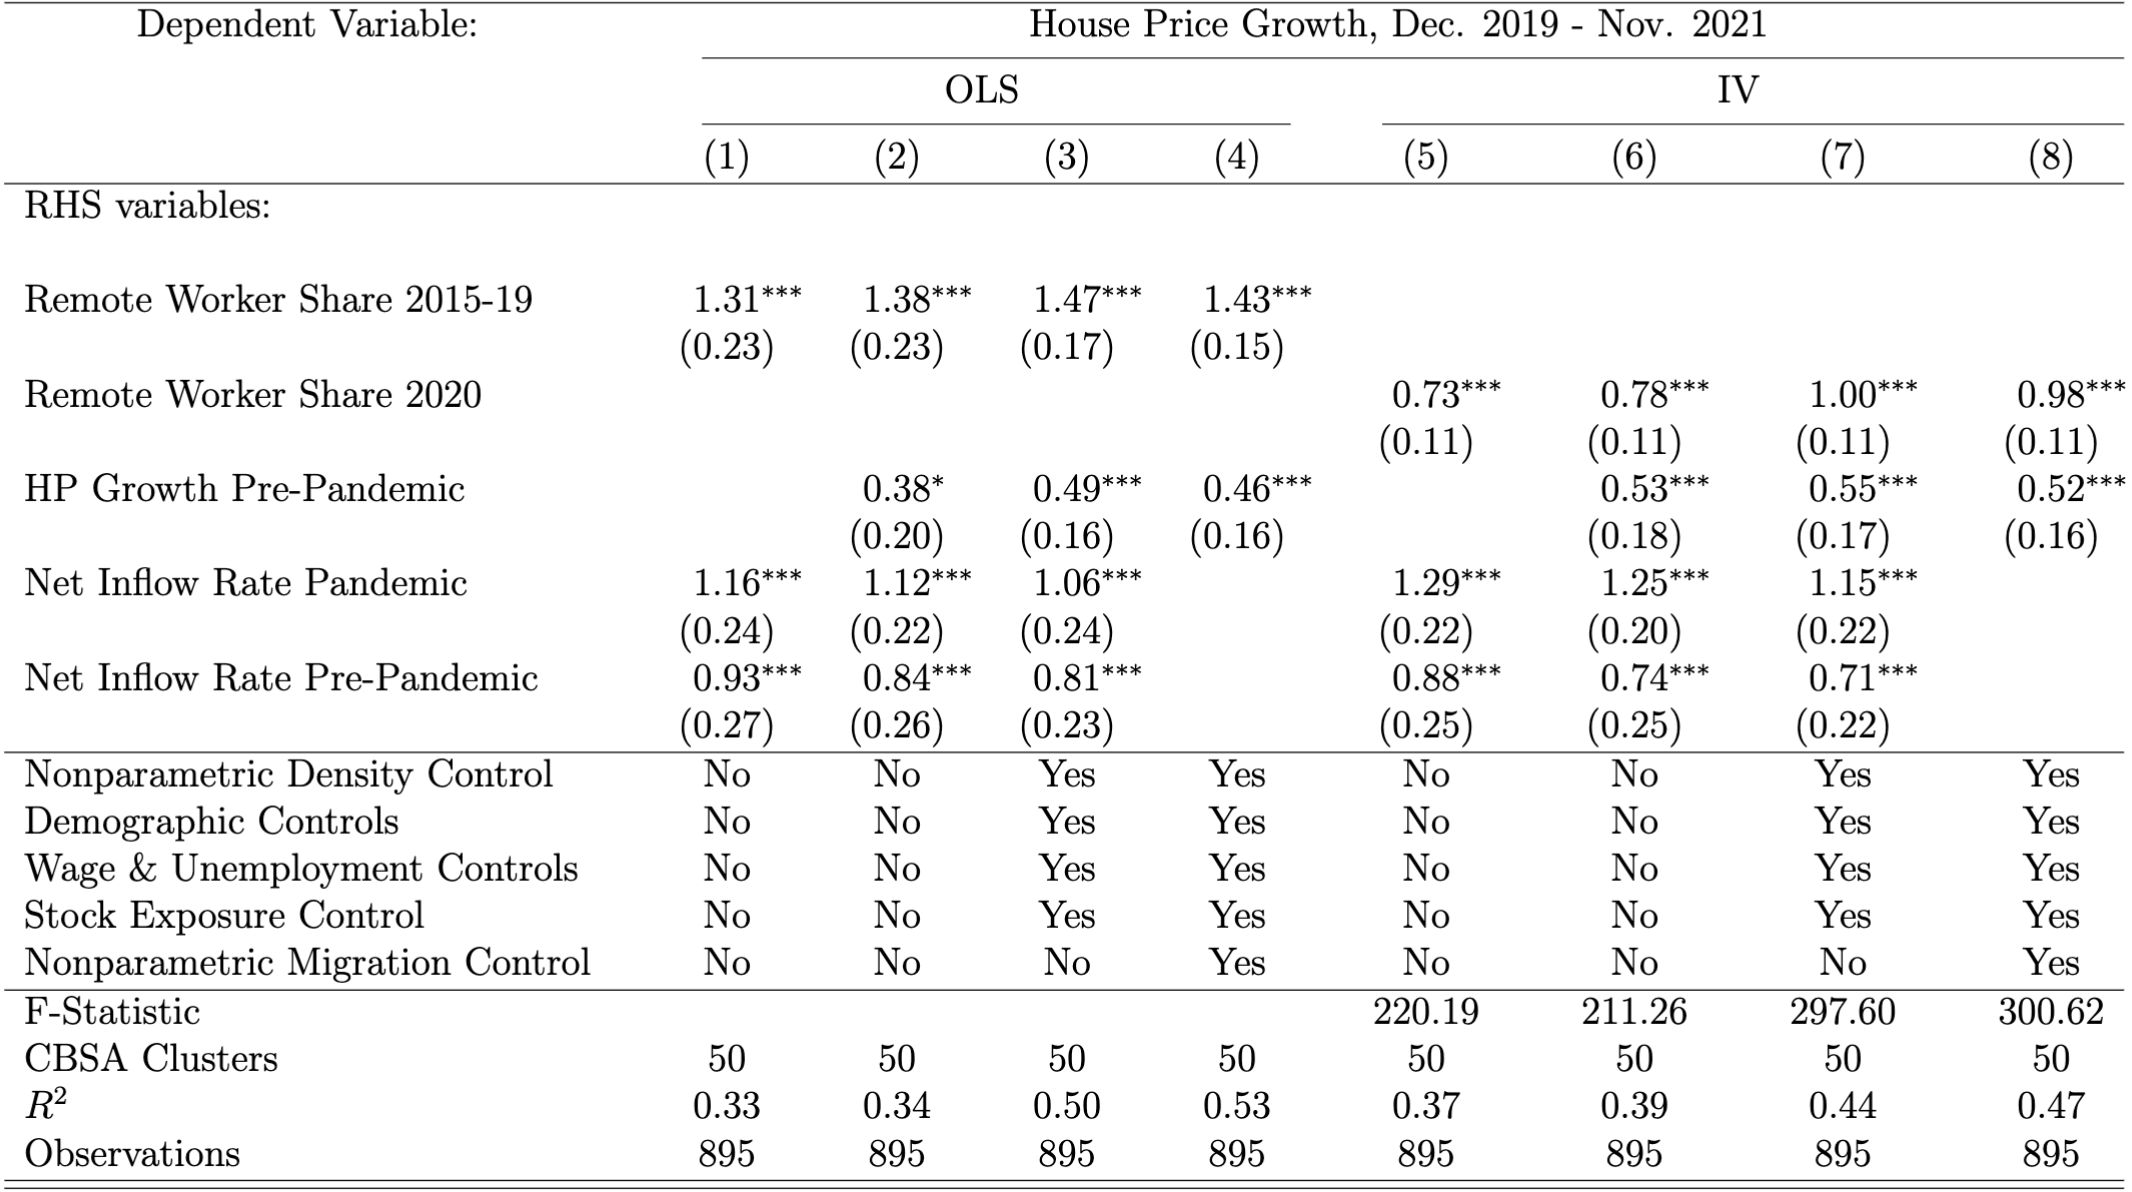 Dependent Variable: House Price Growth, Dec. 2019 - Nov. 2021
OLS IV
(1) (2) (3) (4) (5) (6) (7) (8)
RHS variables:
Remote Worker Share 2015-19 1.31*** 1.38*** 1.47*** 1.43***
(0.23) (0.23) (0.17) (0.15)
Remote Worker Share 2020 0.73*** 0.78*** 1.00*** 0.98***
(0.11) (0.11) (0.11) (0.11)
HP Growth Pre-Pandemic 0.38* 0.49*** 0.46*** 0.53*** 0.55*** 0.52***
(0.20) (0.16) (0.16) (0.18) (0.17) (0.16)
Net Inflow Rate Pandemic 1.16*** 1.12*** 1.06*** 1.29*** 1.25*** 1.15***
(0.24) (0.22) (0.24) (0.22) (0.20) (0.22)
Net Inflow Rate Pre-Pandemic 0.93*** 0.84*** 0.81*** 0.88*** 0.74*** 0.71***
(0.27) (0.26) (0.23) (0.25) (0.25) (0.22)
Nonparametric Density Control No No Yes Yes No No Yes Yes
Demographic Controls No No Yes Yes No No Yes Yes
Wage & Unemployment Controls No No Yes Yes No No Yes Yes
Stock Exposure Control No No Yes Yes No No Yes Yes
Nonparametric Migration Control No No No Yes No No No Yes
F-Statistic 220.19 211.26 297.60 300.62
CBSA Clusters 50 50 50 50 50 50 50 50
R² 0.33 0.34 0.50 0.53 0.37 0.39 0.44 0.47
Observations 895 895 895 895 895 895 895 895